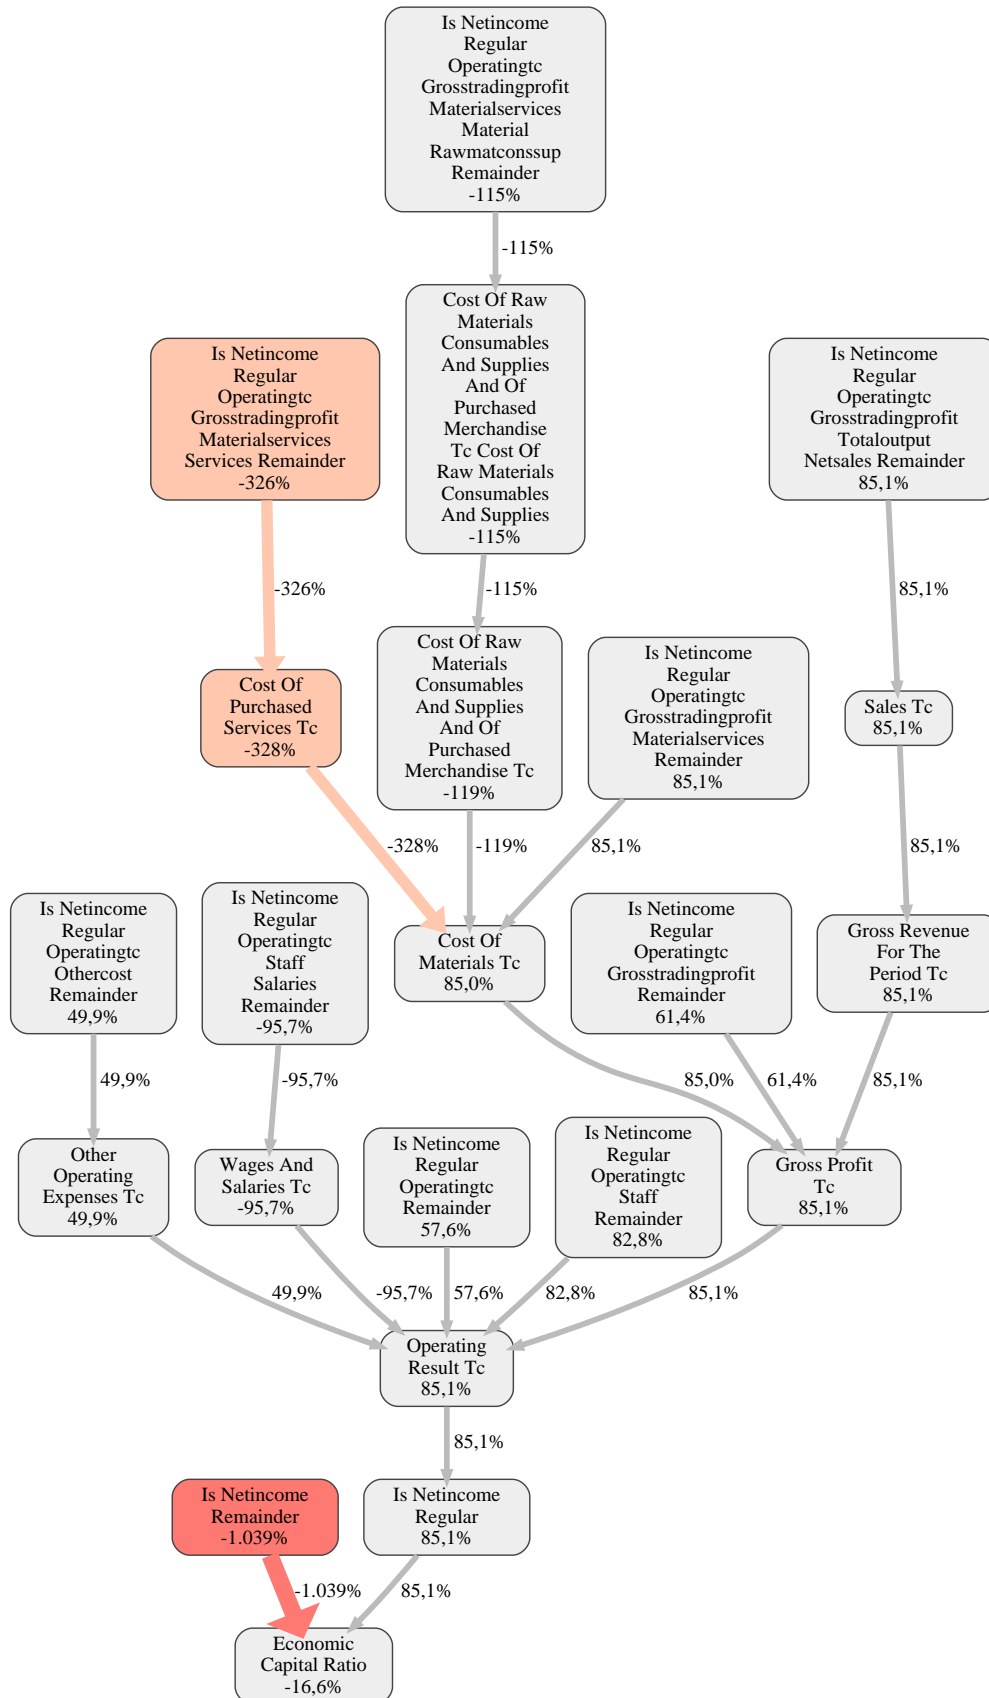 Is Netincome
Regular
Operatingtc
Grosstradingprofit
Materialservices
Material
Rawmatconssup
Remainder
-115%
-115%
Cost Of Raw
Materials
Consumables
And Supplies
And Of
Purchased
Merchandise
Tc Cost Of
Raw Materials
Consumables
And Supplies
-115%
Is Netincome
Regular
Operatingtc
Grosstradingprofit
Materialservices
Services Remainder
-326%
Is Netincome
Regular
Operatingtc
Grosstradingprofit
Totaloutput
Netsales Remainder
85,1%
-326%
-115%
85,1%
Cost Of
Purchased
Services Tc
-328%
Cost Of Raw
Materials
Consumables
And Supplies
And Of
Purchased
Merchandise Tc
-119%
Is Netincome
Regular
Operatingtc
Grosstradingprofit
Materialservices
Remainder
85,1%
Sales Tc
85,1%
-328%
-119%
85,1%
85,1%
Is Netincome
Regular
Operatingtc
Othercost
Remainder
49,9%
Is Netincome
Regular
Operatingtc
Staff
Salaries
Remainder
-95,7%
Cost Of
Materials Tc
85,0%
Is Netincome
Regular
Operatingtc
Grosstradingprofit
Remainder
61,4%
Gross Revenue
For The
Period Tc
85,1%
49,9%
-95,7%
85,0%
61,4%
85,1%
Other
Operating
Expenses Tc
49,9%
Wages And
Salaries Tc
-95,7%
Is Netincome
Regular
Operatingtc
Remainder
57,6%
Is Netincome
Regular
Operatingtc
Staff
Remainder
82,8%
Gross Profit
Tc
85,1%
49,9%
-95,7%
57,6%
82,8%
85,1%
Operating
Result Tc
85,1%
85,1%
Is Netincome
Remainder
-1.039%
Is Netincome
Regular
85,1%
-1.039%
85,1%
Economic
Capital Ratio
-16,6%